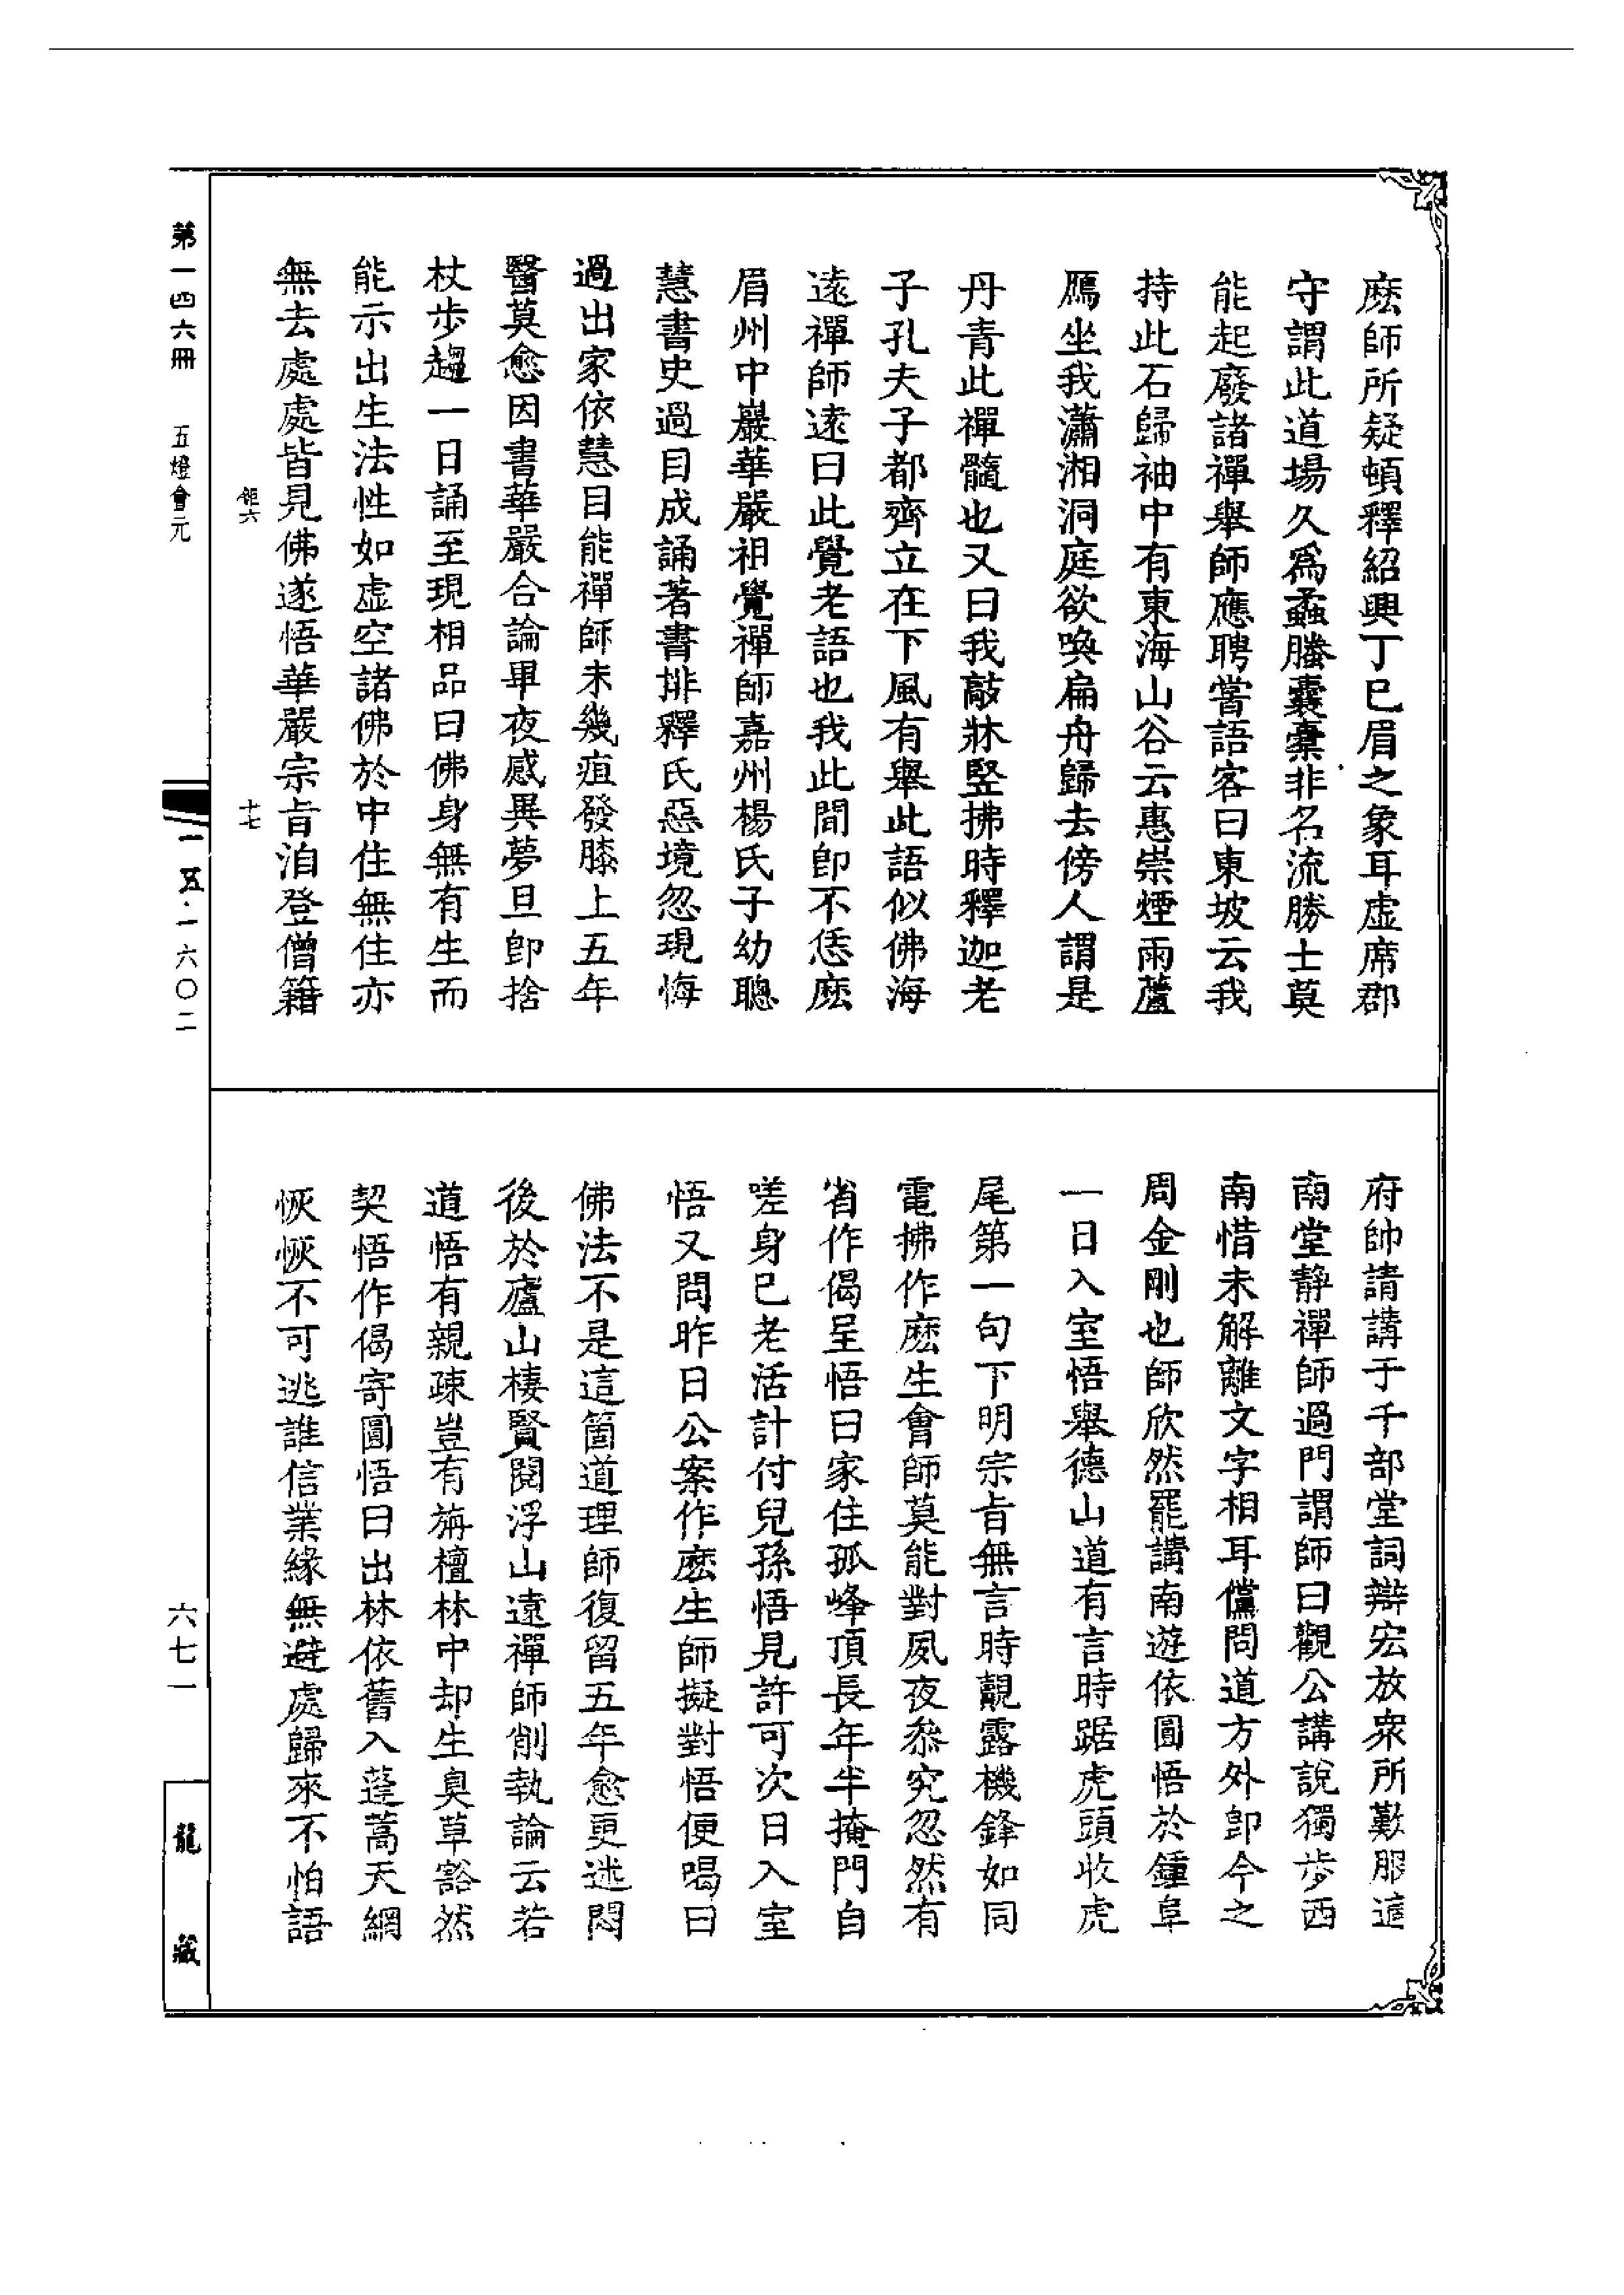 麽師所疑頓釋紹興丁巳眉之象耳虛席郡
守謂此道場久爲蟊螣囊橐非名流勝士莫
能起廢諸禪舉師應聘嘗語客曰東坡云我
持此石歸袖中有東海山谷云惠崇煙雨蘆
鴈坐我瀟湘洞庭欲喚扁舟歸去傍人謂是
丹青此禪髓也又曰我敲牀竪拂時釋迦老
子孔夫子都齊立在下風有舉此語似佛海
遠禪師遠曰此覺老語也我此間卽不恁麽
眉州中巖華嚴祖覺禪師嘉州楊氏子幼聰
慧書史過目成誦著書排釋氏惡境忽現悔
過出家依慧目能禪師未幾疽發膝上五年
醫莫愈因書華嚴合論畢夜感異夢旦卽捨
杖步趨一日誦至現相品曰佛身無有生而
能示出生法性如虛空諸佛於中住無住亦
無去處處皆見佛遂悟華嚴宗旨洎登僧籍
鉅六
十七
府帥請講于千部堂詞辯宏放衆所歎服適
南堂靜禪師過門謂師曰觀公講說獨步西
南惜未解離文字相耳儻問道方外卽今之
周金剛也師欣然罷講南遊依圓悟於鍾阜
一日入室悟舉德山道有言時踞虎頭收虎
尾第一句下明宗旨無言時覿露機鋒如同
電拂作麽生會師莫能對夙夜參究忽然有
省作偈呈悟曰家住孤峰頂長年半掩門自
嗟身已老活計付兒孫悟見許可次日入室
悟又問昨日公案作麽生師擬對悟便喝曰
佛法不是這箇道理師復留五年愈更迷悶
後於廬山棲賢閱浮山遠禪師削執論云若
道悟有親疎豈有旃檀林中却生臭草豁然
契悟作偈寄圓悟曰出林依舊入蓬蒿天網
恢恢不可逃誰信業緣無避處歸來不怕語
第一四六冊 五燈會元
一五·一六〇二
六七一
龍藏